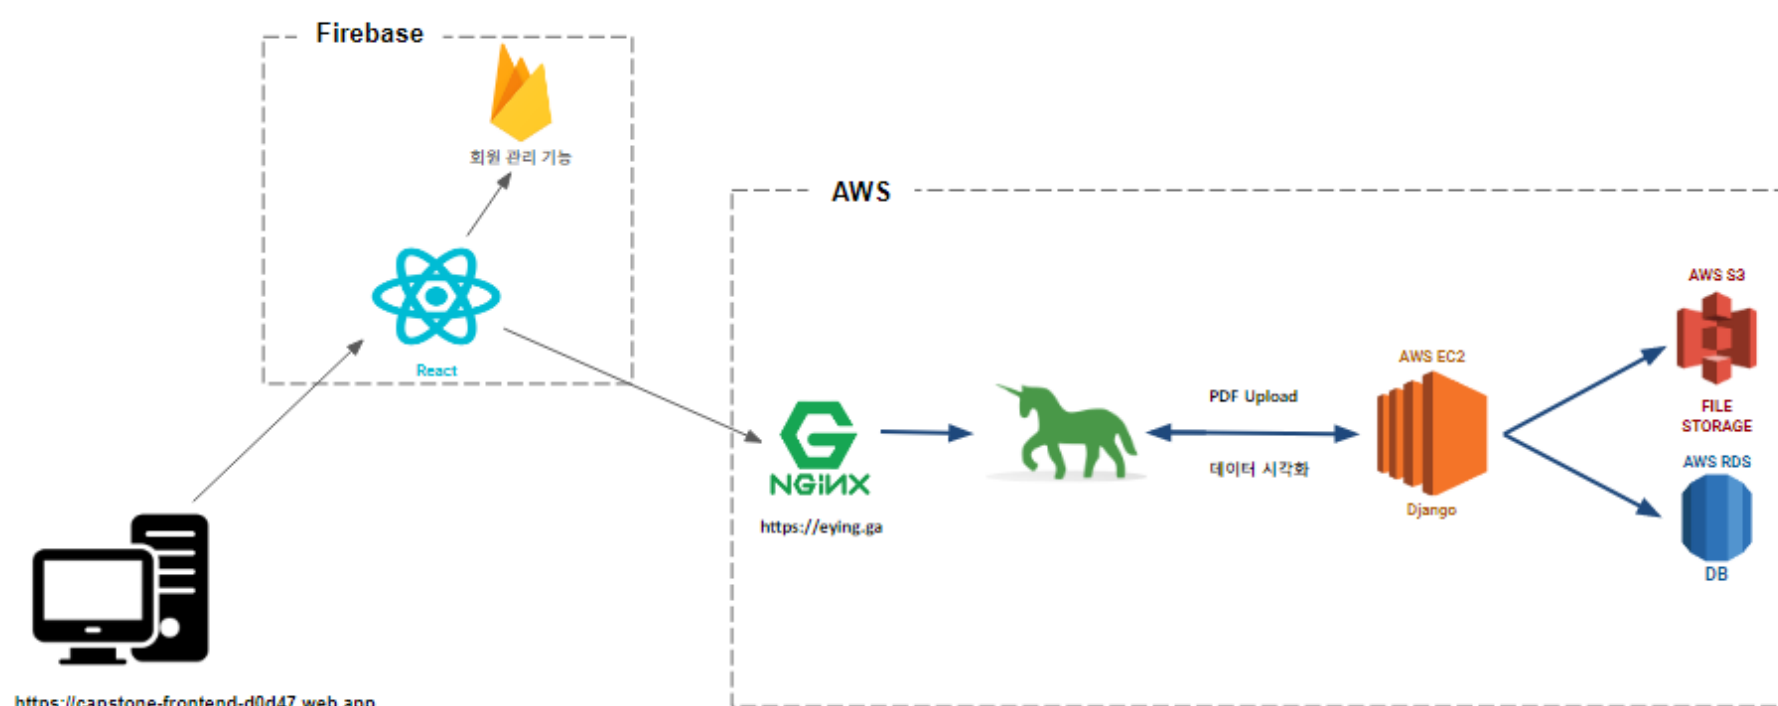 Firebase
회원 관리 기능
React
AWS
NGiNX
https://eying.ga
PDF Upload
데이터 시각화
AWS EC2
Django
AWS S3
FILE
STORAGE
AWS RDS
DB
https://capstone-frontend-d0d47.web.app